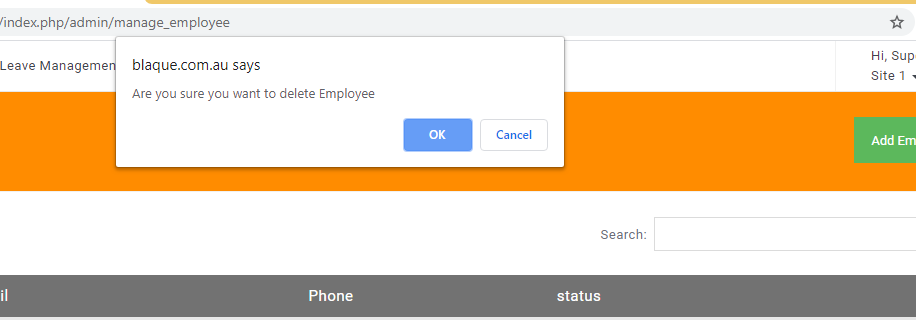 /index.php/admin/manage_employee
Leave Managemen
blaque.com.au says
Hi, Sup
Site 1
Are you sure you want to delete Employee
OK
Cancel
Add Em
Search:
il
Phone
status